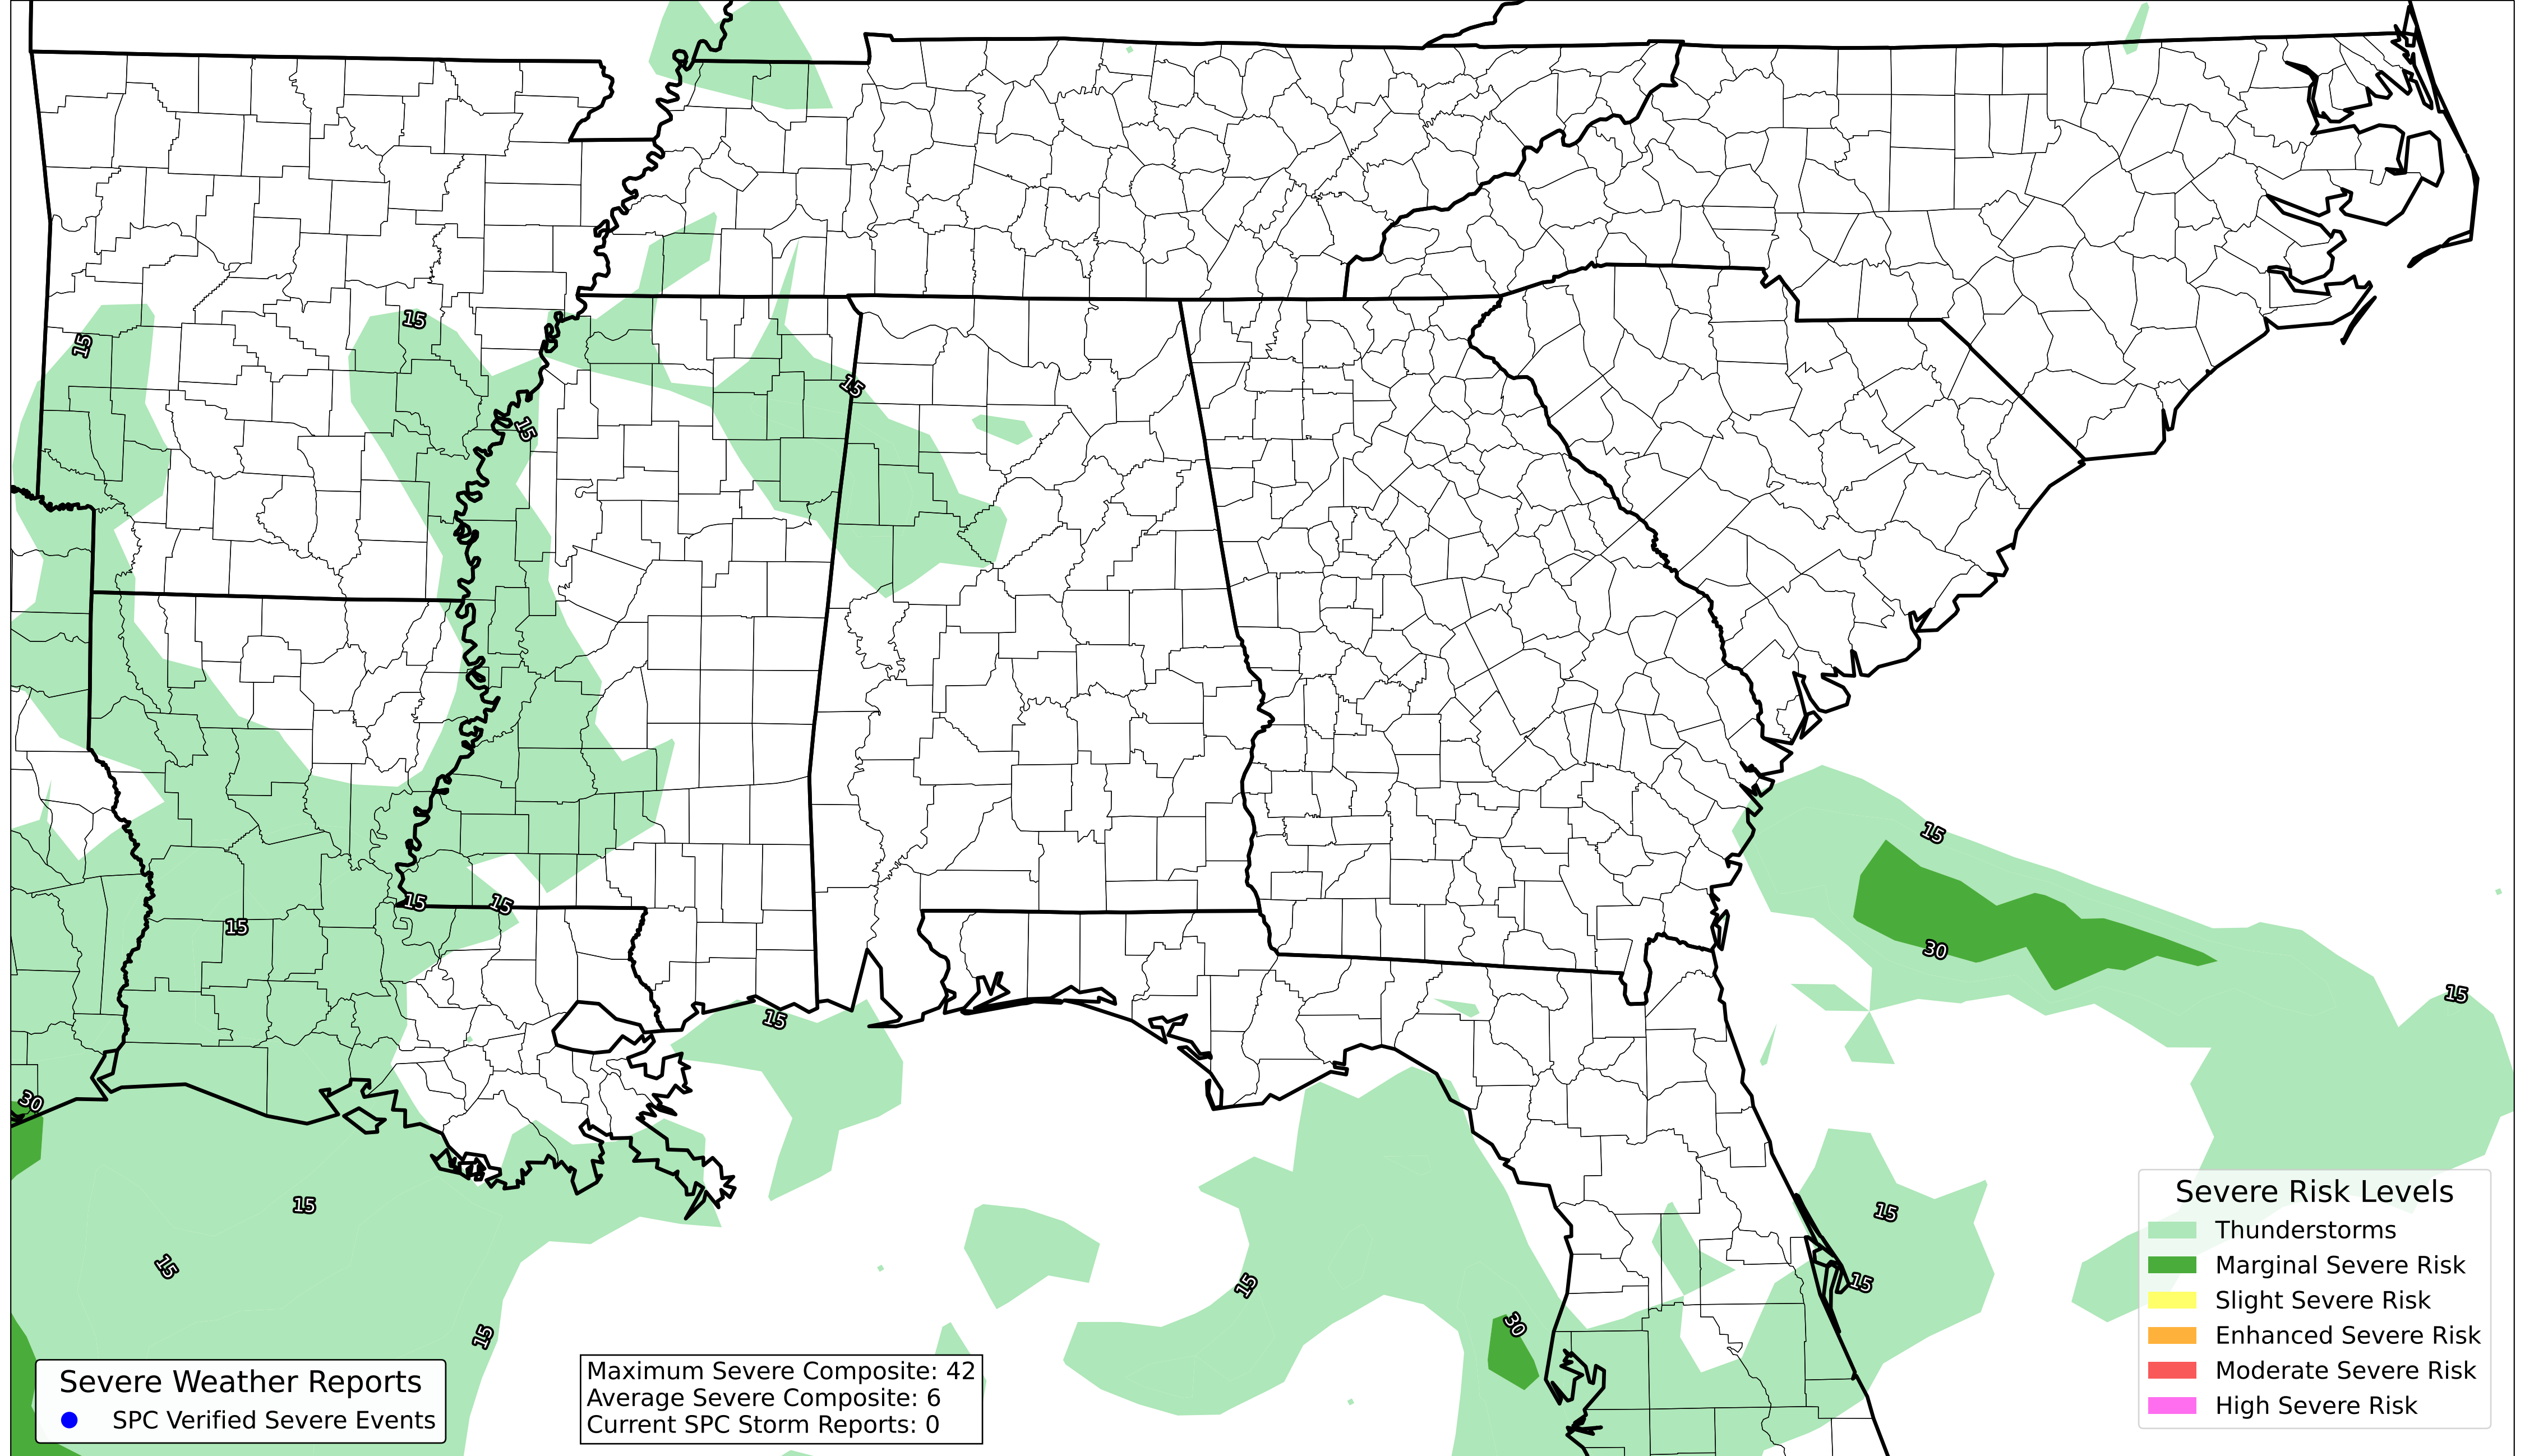 15
15
15
15
15
15
15
15
30
15
15
30
15
15
15
15
15
30
15
15
Severe Risk Levels
Thunderstorms
Marginal Severe Risk
Slight Severe Risk
Enhanced Severe Risk
Moderate Severe Risk
High Severe Risk
Severe Weather Reports
SPC Verified Severe Events
Maximum Severe Composite: 42
Average Severe Composite: 6
Current SPC Storm Reports: 0